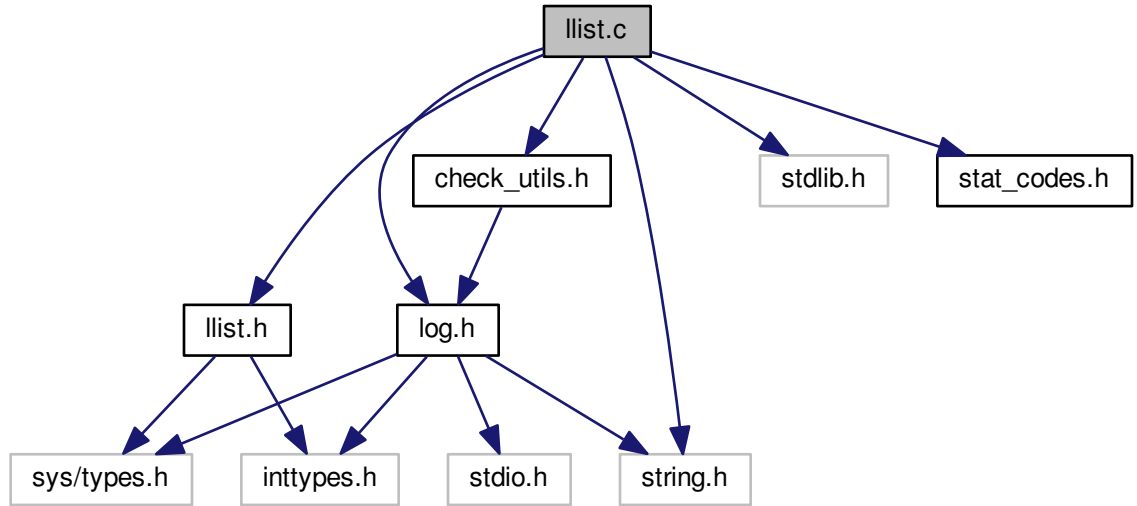 llist.c
check_utils.h
stdlib.h
stat_codes.h
llist.h
log.h
sys/types.h
inttypes.h
stdio.h
string.h